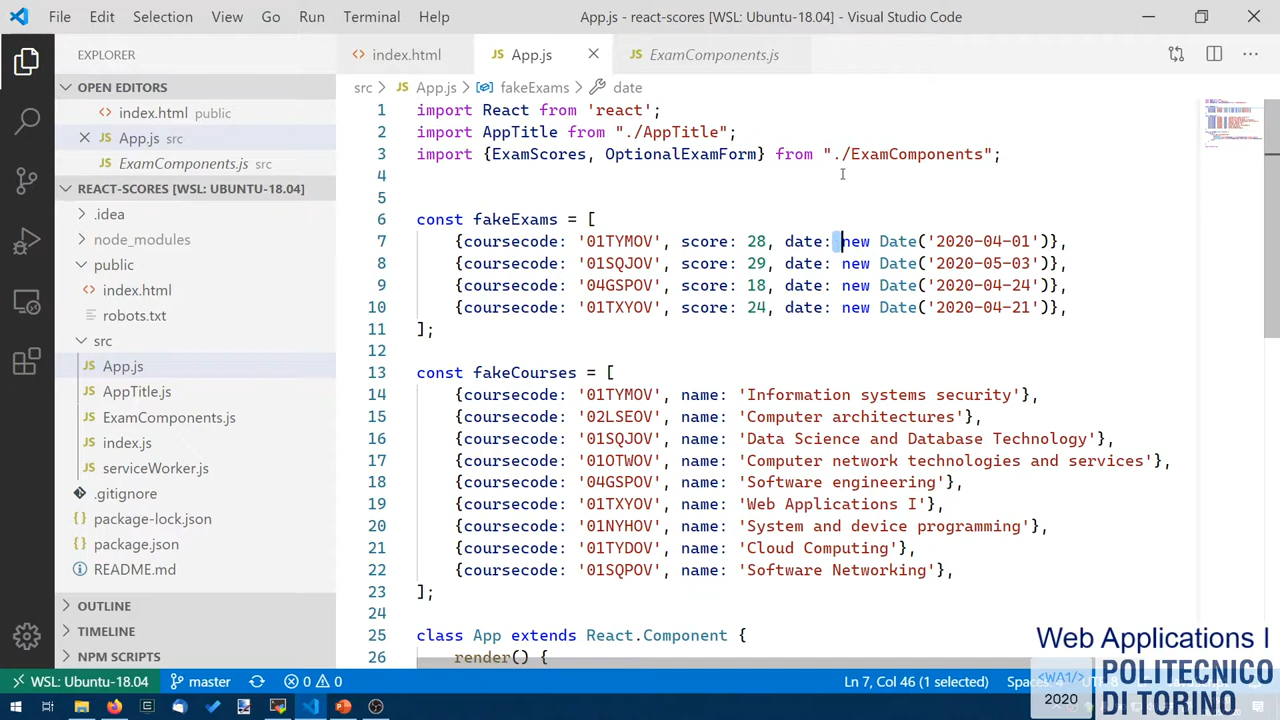 File Edit Selection View Go Run Terminal Help App.js - react-scores [WSL: Ubuntu-18.04] - Visual Studio Code
EXPLORER
OPEN EDITORS
index.html public
App.js src
ExamComponents.js src
REACT-SCORES [WSL: UBUNTU-18.04]
.idea
node_modules
public
index.html
robots.txt
src
App.js
AppTitle.js
ExamComponents.js
index.js
serviceWorker.js
.gitignore
package-lock.json
package.json
README.md
OUTLINE
TIMELINE
NPM SCRIPTS
index.html JS App.js JS ExamComponents.js
src > JS App.js > fakeExams > date
1 import React from 'react';
2 import AppTitle from "./AppTitle";
3 import {ExamScores, OptionalExamForm} from "./ExamComponents";
4
5
6 const fakeExams = [
7 {coursecode: '01TYMOV', score: 28, date: new Date('2020-04-01')},
8 {coursecode: '01SQJOV', score: 29, date: new Date('2020-05-03')},
9 {coursecode: '04GSPOV', score: 18, date: new Date('2020-04-24')},
10 {coursecode: '01TXYOV', score: 24, date: new Date('2020-04-21')},
11 ];
12
13 const fakeCourses = [
14 {coursecode: '01TYMOV', name: 'Information systems security'},
15 {coursecode: '02LSEOV', name: 'Computer architectures'},
16 {coursecode: '01SQJOV', name: 'Data Science and Database Technology'},
17 {coursecode: '01OTWOV', name: 'Computer network technologies and services'},
18 {coursecode: '04GSPOV', name: 'Software engineering'},
19 {coursecode: '01TXYOV', name: 'Web Applications I'},
20 {coursecode: '01NYHOV', name: 'System and device programming'},
21 {coursecode: '01TYDOV', name: 'Cloud Computing'},
22 {coursecode: '01SQPOV', name: 'Software Networking'},
23 ];
24
25 class App extends React.Component {
26 render() {
WSL: Ubuntu-18.04 master 0 0 Ln 7, Col 46 (1 selected)
Web Applications I
<WA1/>
2020
POLITECNICO
DI TORINO